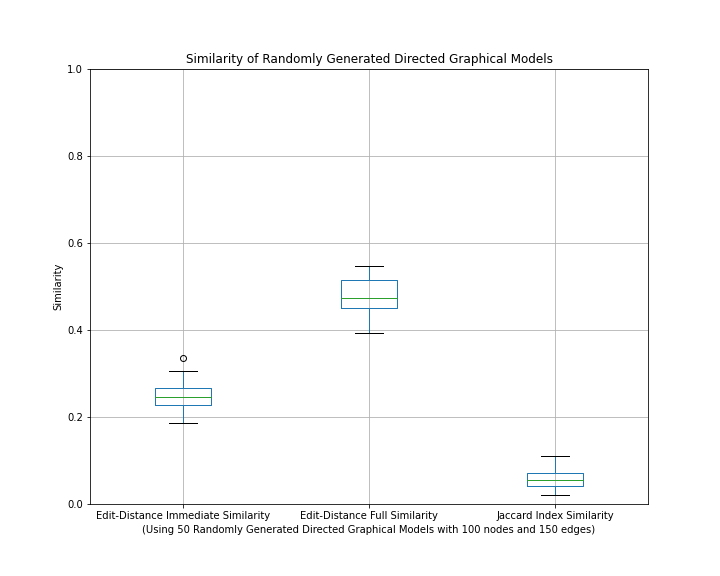 Similarity of Randomly Generated Directed Graphical Models
1.0
0.8
0.6
0.4
0.2
0.0
Similarity
Edit-Distance Immediate Similarity
Edit-Distance Full Similarity
Jaccard Index Similarity
(Using 50 Randomly Generated Directed Graphical Models with 100 nodes and 150 edges)